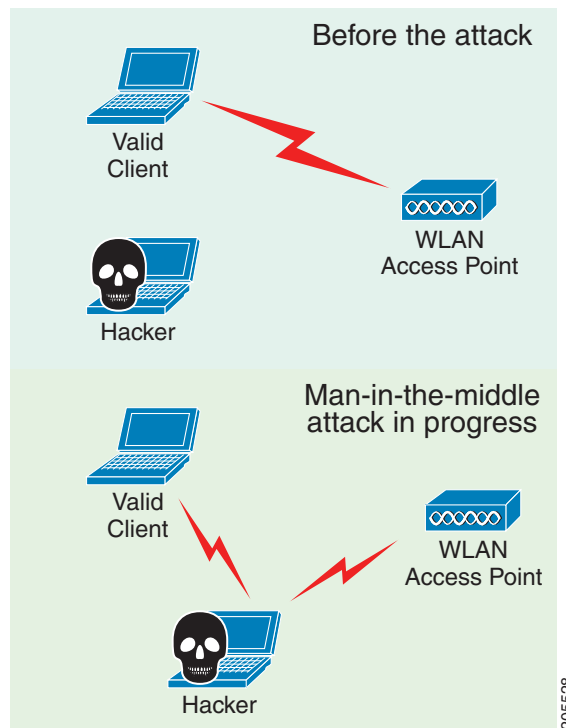 Before the attack
Valid
Client
WLAN
Access Point
Hacker
Man-in-the-middle
attack in progress
Valid
Client
WLAN
Access Point
Hacker